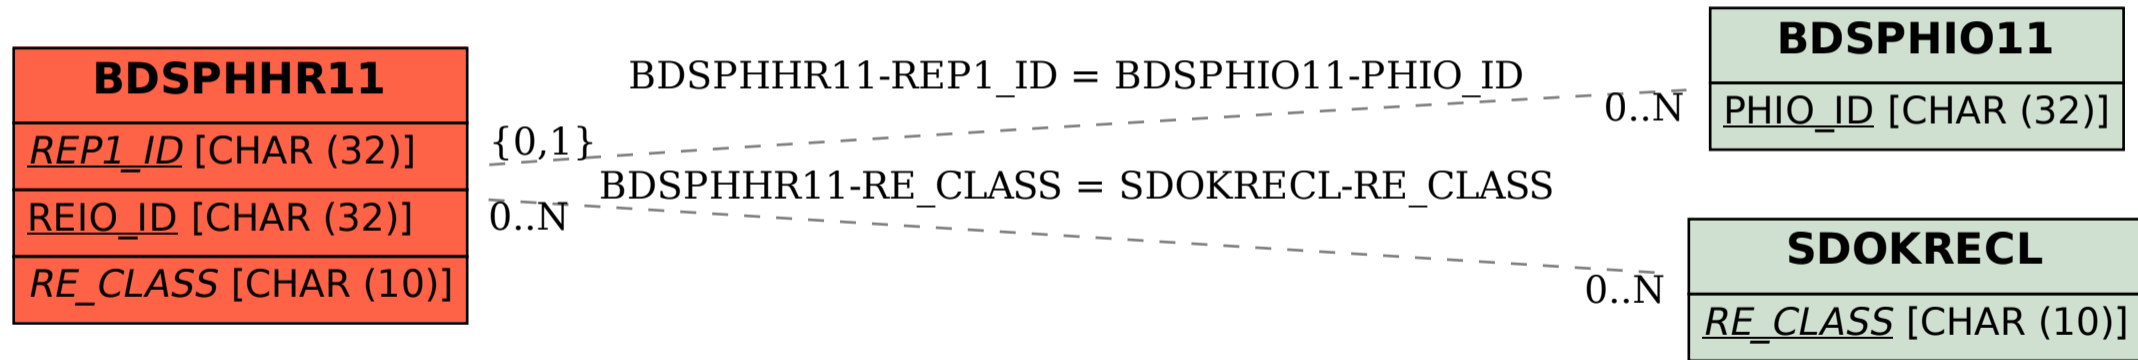 BDSPHHR11
REP1_ID [CHAR (32)]
REIO_ID [CHAR (32)]
RE_CLASS [CHAR (10)]
BDSPHHR11-REP1_ID = BDSPHIO11-PHIO_ID
{0,1}
0..N
BDSPHHR11-RE_CLASS = SDOKRECL-RE_CLASS
0..N
0..N
BDSPHIO11
PHIO_ID [CHAR (32)]
SDOKRECL
RE_CLASS [CHAR (10)]